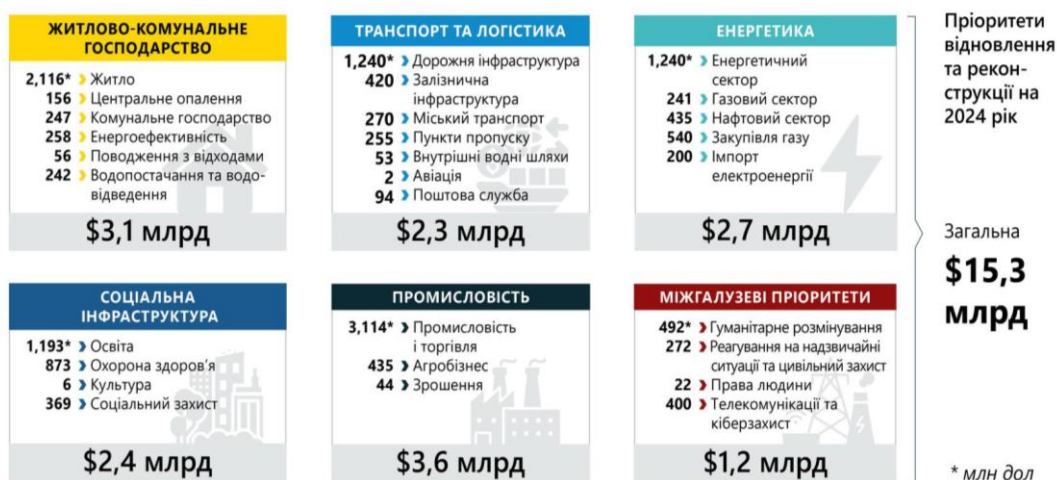 ЖИТЛОВО-КОМУНАЛЬНЕ
ГОСПОДАРСТВО
2,116* Житло
156 Центральне опалення
247 Комунальне господарство
258 Енергоефективність
56 Поводження з відходами
242 Водопостачання та водо-
відведення
$3,1 млрд
ТРАНСПОРТ ТА ЛОГІСТИКА
1,240* Дорожня інфраструктура
420 Залізнична
інфраструктура
270 Міський транспорт
255 Пункти пропуску
53 Внутрішні водні шляхи
2 Авіація
94 Поштова служба
$2,3 млрд
ЕНЕРГЕТИКА
1,240* Енергетичний
сектор
241 Газовий сектор
435 Нафтовий сектор
540 Закупівля газу
200 Імпорт
електроенергії
$2,7 млрд
СОЦІАЛЬНА
ІНФРАСТРУКТУРА
1,193* Освіта
873 Охорона здоров'я
6 Культура
369 Соціальний захист
$2,4 млрд
ПРОМИСЛОВІСТЬ
3,114* Промисловість
і торгівля
435 Агробізнес
44 Зрошення
$3,6 млрд
МІЖГАЛУЗЕВІ ПРІОРИТЕТИ
492* Гуманітарне розмінування
272 Реагування на надзвичайні
ситуації та цивільний захист
22 Права людини
400 Телекомунікації та
кіберзахист
$1,2 млрд
Пріоритети
відновлення
та рекон-
струкції на
2024 рік
Загальна
$15,3
млрд
* млн дол